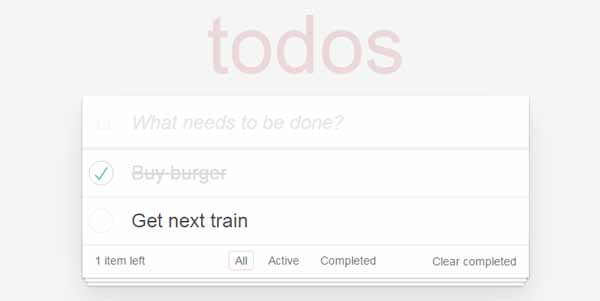 todos
What needs to be done?
Buy burger
Get next train
1 item left All Active Completed Clear completed